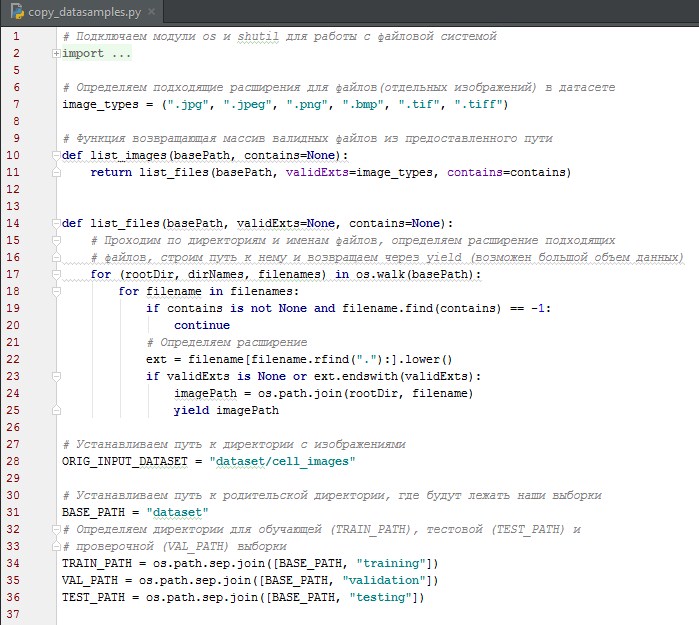 copy_datasamples.py
1 # Подключаем модули os и shutil для работы с файловой системой
2 import ...
5
6 # Определяем подходящие расширения для файлов(отдельных изображений) в датасете
7 image_types = (".jpg", ".jpeg", ".png", ".bmp", ".tif", ".tiff")
8
9 # Функция возвращающая массив валидных файлов из предоставленного пути
10 def list_images(basePath, contains=None):
11     return list_files(basePath, validExts=image_types, contains=contains)
12
13
14 def list_files(basePath, validExts=None, contains=None):
15     # Проходим по директориям и именам файлов, определяем расширение подходящих
16     # файлов, строим путь к нему и возвращаем через yield (возможен большой объем данных)
17     for (rootDir, dirNames, filenames) in os.walk(basePath):
18         for filename in filenames:
19             if contains is not None and filename.find(contains) == -1:
20                 continue
21             # Определяем расширение
22             ext = filename[filename.rfind("."):].lower()
23             if validExts is None or ext.endswith(validExts):
24                 imagePath = os.path.join(rootDir, filename)
25                 yield imagePath
26
27 # Устанавливаем путь к директории с изображениями
28 ORIG_INPUT_DATASET = "dataset/cell_images"
29
30 # Устанавливаем путь к родительской директории, где будут лежать наши выборки
31 BASE_PATH = "dataset"
32 # Определяем директории для обучающей (TRAIN_PATH), тестовой (TEST_PATH) и
33 # проверочной (VAL_PATH) выборки
34 TRAIN_PATH = os.path.sep.join([BASE_PATH, "training"])
35 VAL_PATH = os.path.sep.join([BASE_PATH, "validation"])
36 TEST_PATH = os.path.sep.join([BASE_PATH, "testing"])
37